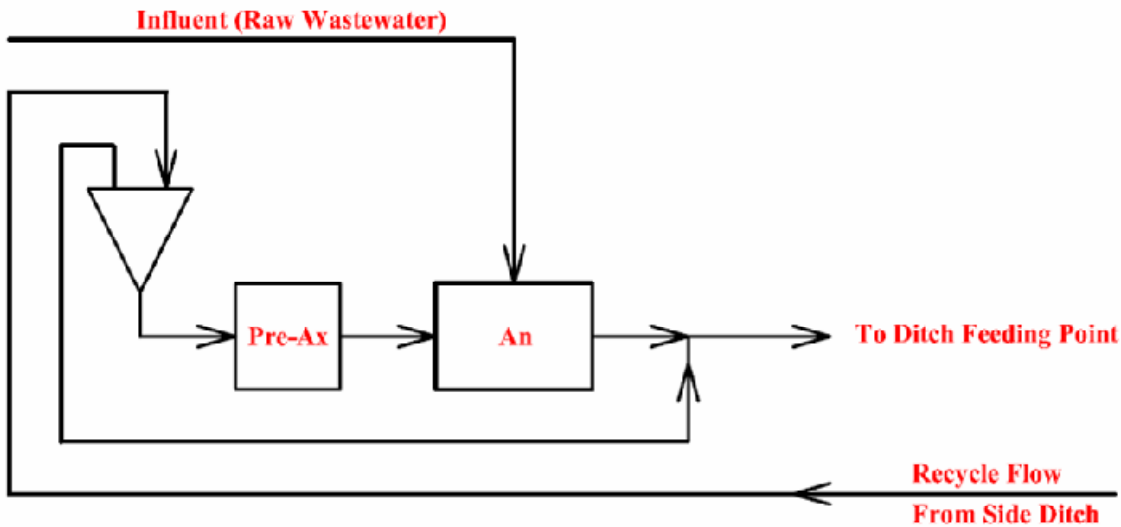 Influent (Raw Wastewater)
Pre-Ax
An
To Ditch Feeding Point
Recycle Flow
From Side Ditch